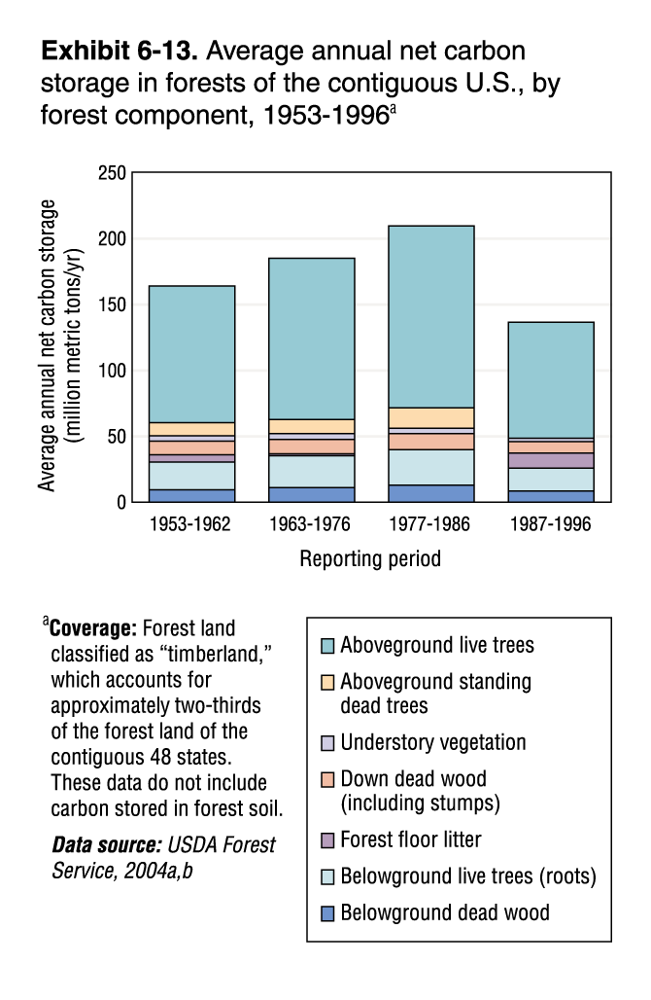 Exhibit 6-13. Average annual net carbon
storage in forests of the contiguous U.S., by
forest component, 1953-1996a
Average annual net carbon storage
(million metric tons/yr)
250
200
150
100
50
0
1953-1962
1963-1976
1977-1986
1987-1996
Reporting period
aCoverage: Forest land
classified as “timberland,”
which accounts for
approximately two-thirds
of the forest land of the
contiguous 48 states.
These data do not include
carbon stored in forest soil.
Data source: USDA Forest
Service, 2004a,b
Aboveground live trees
Aboveground standing
dead trees
Understory vegetation
Down dead wood
(including stumps)
Forest floor litter
Belowground live trees (roots)
Belowground dead wood